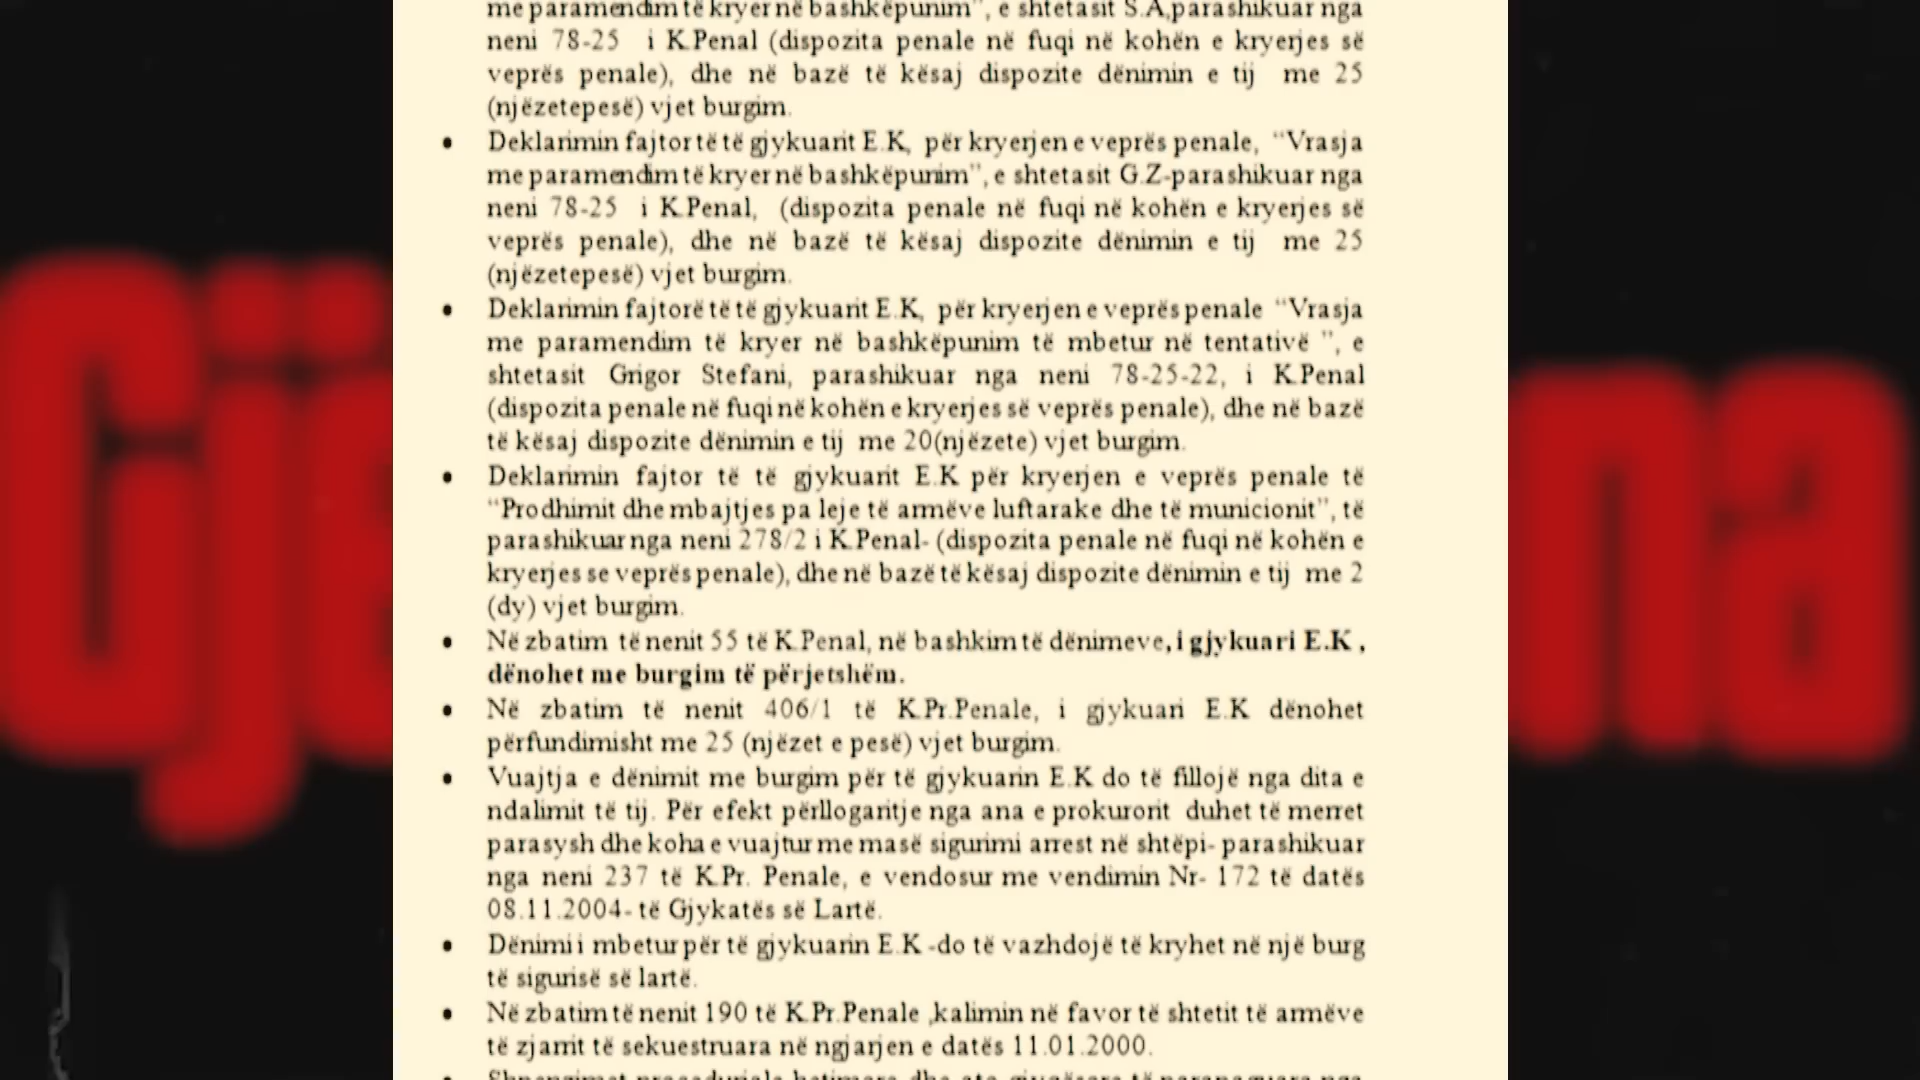 me paramendim të kryer në bashkëpunim”, e shtetasit S.A,parashikuar nga
neni 78-25 i K.Penal (dispozita penale në fuqi në kohën e kryerjes së
veprës penale), dhe në bazë të kësaj dispozite dënimin e tij me 25
(njëzetepesë) vjet burgim.
• Deklarimin fajtor të të gjykuarit E.K, për kryerjen e veprës penale, “Vrasja
me paramendim të kryer në bashkëpunim”, e shtetasit G.Z-parashikuar nga
neni 78-25 i K.Penal, (dispozita penale në fuqi në kohën e kryerjes së
veprës penale), dhe në bazë të kësaj dispozite dënimin e tij me 25
(njëzetepesë) vjet burgim.
• Deklarimin fajtorë të të gjykuarit E.K, për kryerjen e veprës penale “Vrasja
me paramendim të kryer në bashkëpunim të mbetur në tentativë ”, e
shtetasit Grigor Stefani, parashikuar nga neni 78-25-22, i K.Penal
(dispozita penale në fuqi në kohën e kryerjes së veprës penale), dhe në bazë
të kësaj dispozite dënimin e tij me 20(njëzete) vjet burgim.
• Deklarimin fajtor të të gjykuarit E.K për kryerjen e veprës penale të
“Prodhimit dhe mbajtjes pa leje të armëve luftarake dhe të municionit”, të
parashikuar nga neni 278/2 i K.Penal- (dispozita penale në fuqi në kohën e
kryerjes se veprës penale), dhe në bazë të kësaj dispozite dënimin e tij me 2
(dy) vjet burgim.
• Në zbatim të nenit 55 të K.Penal, në bashkim të dënimeve, i gjykuari E.K ,
dënohet me burgim të përjetshëm.
• Në zbatim të nenit 406/1 të K.Pr.Penale, i gjykuari E.K dënohet
përfundimisht me 25 (njëzet e pesë) vjet burgim.
• Vuajtja e dënimit me burgim për të gjykuarin E.K do të fillojë nga dita e
ndalimit të tij. Për efekt përllogaritje nga ana e prokurorit duhet të merret
parasysh dhe koha e vuajtur me masë sigurimi arrest në shtëpi- parashikuar
nga neni 237 të K.Pr. Penale, e vendosur me vendimin Nr- 172 të datës
08.11.2004- të Gjykatës së Lartë.
• Dënimi i mbetur për të gjykuarin E.K -do të vazhdojë të kryhet në një burg
të sigurisë së lartë.
• Në zbatim të nenit 190 të K.Pr.Penale ,kalimin në favor të shtetit të armëve
të zjarrit të sekuestruara në ngjarjen e datës 11.01.2000.